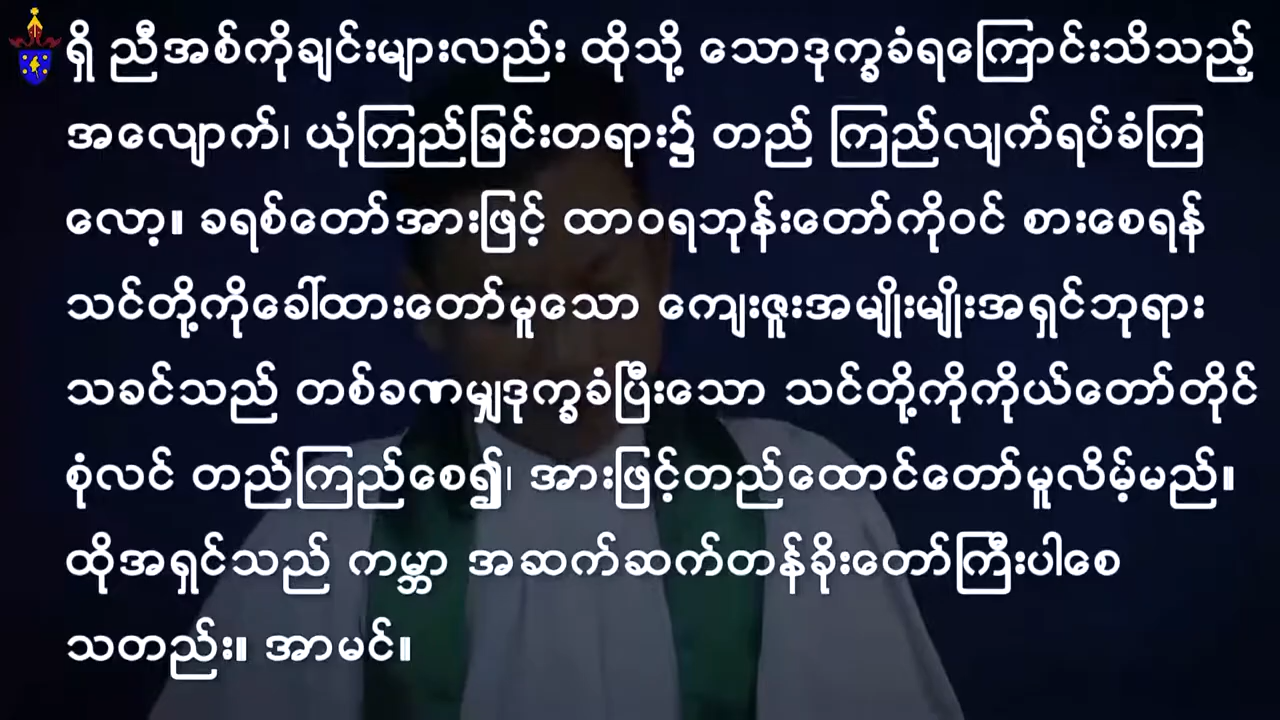 ရှိ ညီအစ်ကိုချင်းများလည်း ထိုသို့ သောဒုက္ခခံရကြောင်းသိသည့်
အလျောက်၊ ယုံကြည်ခြင်းတရား၌ တည် ကြည်လျက်ရပ်ခံကြ
လော့။ ခရစ်တော်အားဖြင့် ထာဝရဘုန်းတော်ကိုဝင် စားစေရန်
သင်တို့ကိုခေါ်ထားတော်မူသော ကျေးဇူးအမျိုးမျိုးအရှင်ဘုရား
သခင်သည် တစ်ခဏမျှဒုက္ခခံပြီးသော သင်တို့ကိုကိုယ်တော်တိုင်
စုံလင် တည်ကြည်စေ၍၊ အားဖြင့်တည်ထောင်တော်မူလိမ့်မည်။
ထိုအရှင်သည် ကမ္ဘာ အဆက်ဆက်တန်ခိုးတော်ကြီးပါစေ
သတည်း။ အာမင်။